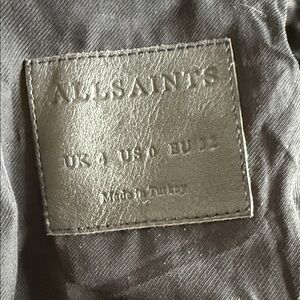 ALLSAINTS
UK 4 US 0 EU 32
Made in Turkey